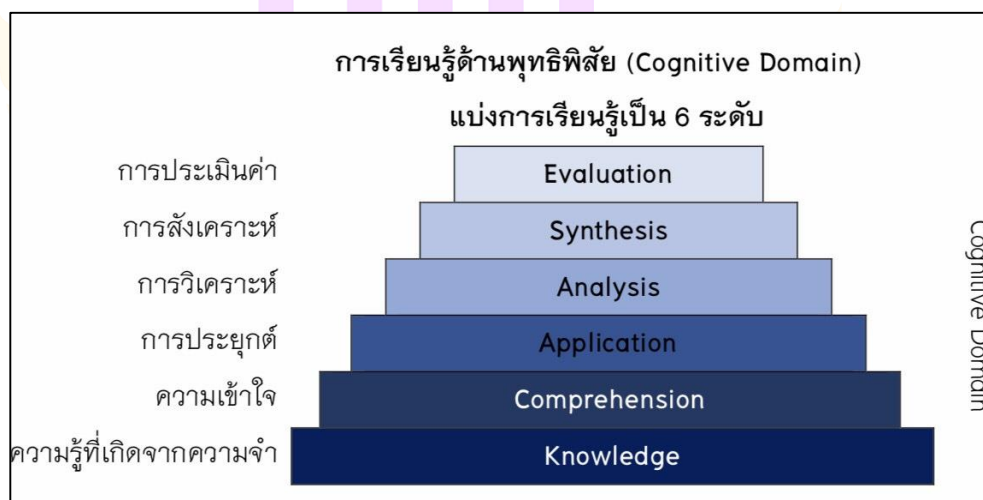 การเรียนรู้ด้านพุทธิพิสัย (Cognitive Domain)
แบ่งการเรียนรู้เป็น 6 ระดับ
การประเมินค่า Evaluation
การสังเคราะห์ Synthesis
การวิเคราะห์ Analysis
การประยุกต์ Application
ความเข้าใจ Comprehension
ความรู้ที่เกิดจากความจำ Knowledge
Cognitive Domain